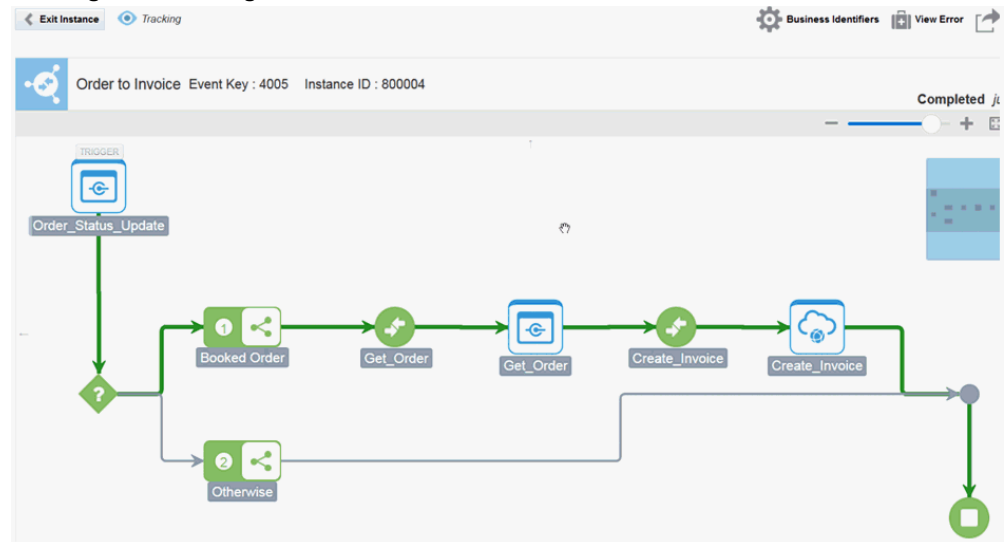 Exit Instance Tracking Business Identifiers View Error
Order to Invoice Event Key : 4005 Instance ID : 800004
Completed
TRIGGER
Order_Status_Update
1
Booked Order Get_Order Get_Order Create_Invoice Create_Invoice
?
2
Otherwise